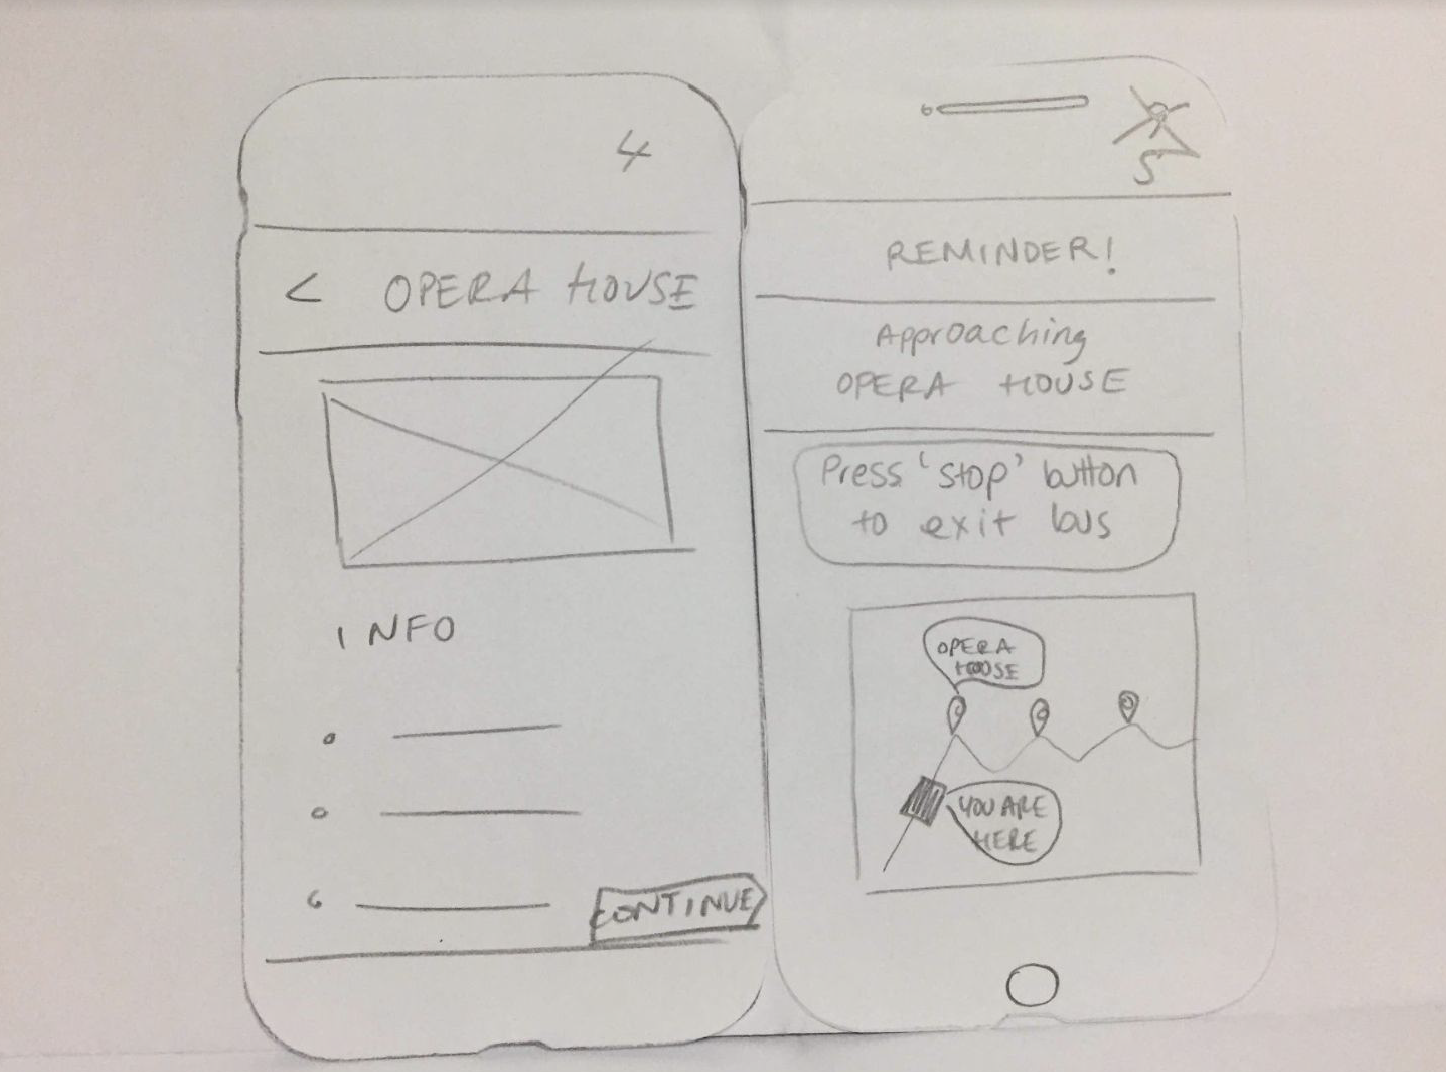 4
< OPERA HOUSE
INFO
CONTINUE
5
REMINDER!
Approaching
OPERA HOUSE
Press 'stop' button
to exit bus
OPERA
HOUSE
YOU ARE
HERE